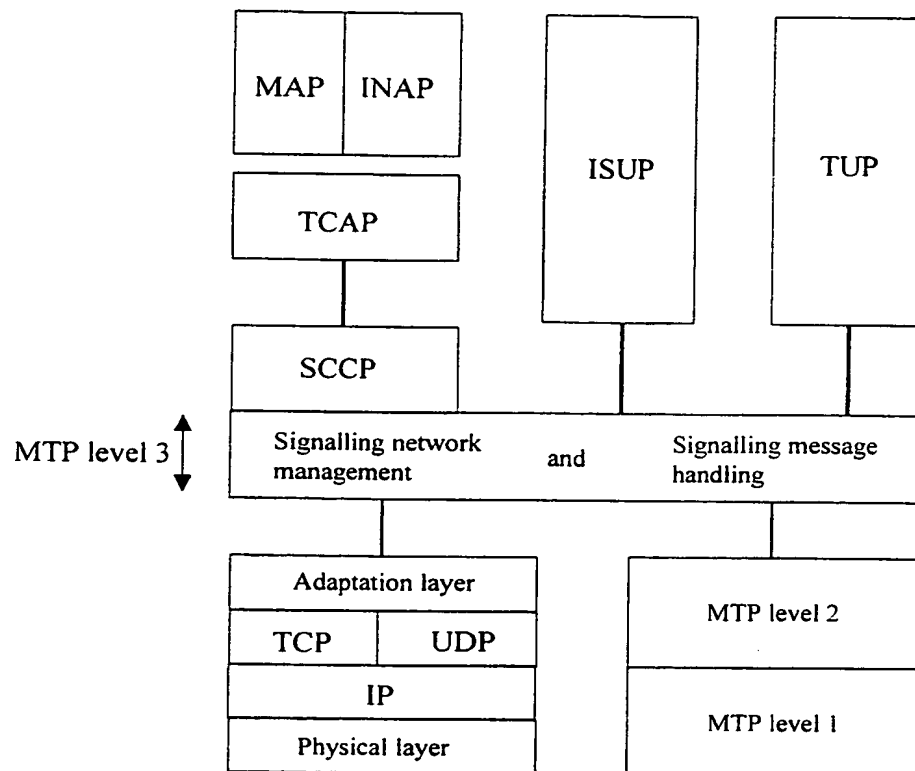 MAP INAP
ISUP
TUP
TCAP
SCCP
MTP level 3
Signalling network
management
and
Signalling message
handling
Adaptation layer
TCP UDP
IP
Physical layer
MTP level 2
MTP level 1